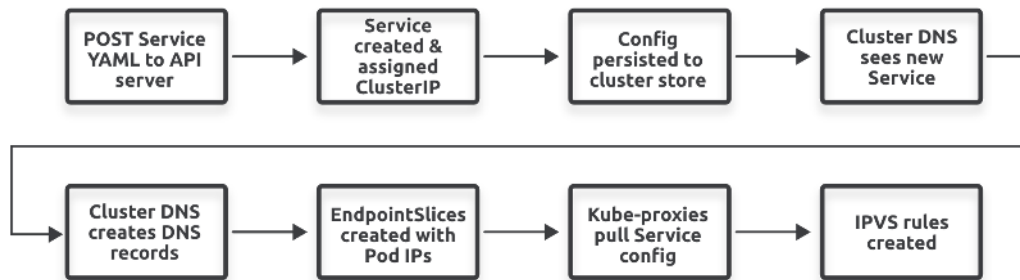 POST Service
YAML to API
server
Service
created &
assigned
ClusterIP
Config
persisted to
cluster store
Cluster DNS
sees new
Service
Cluster DNS
creates DNS
records
EndpointSlices
created with
Pod IPs
Kube-proxies
pull Service
config
IPVS rules
created